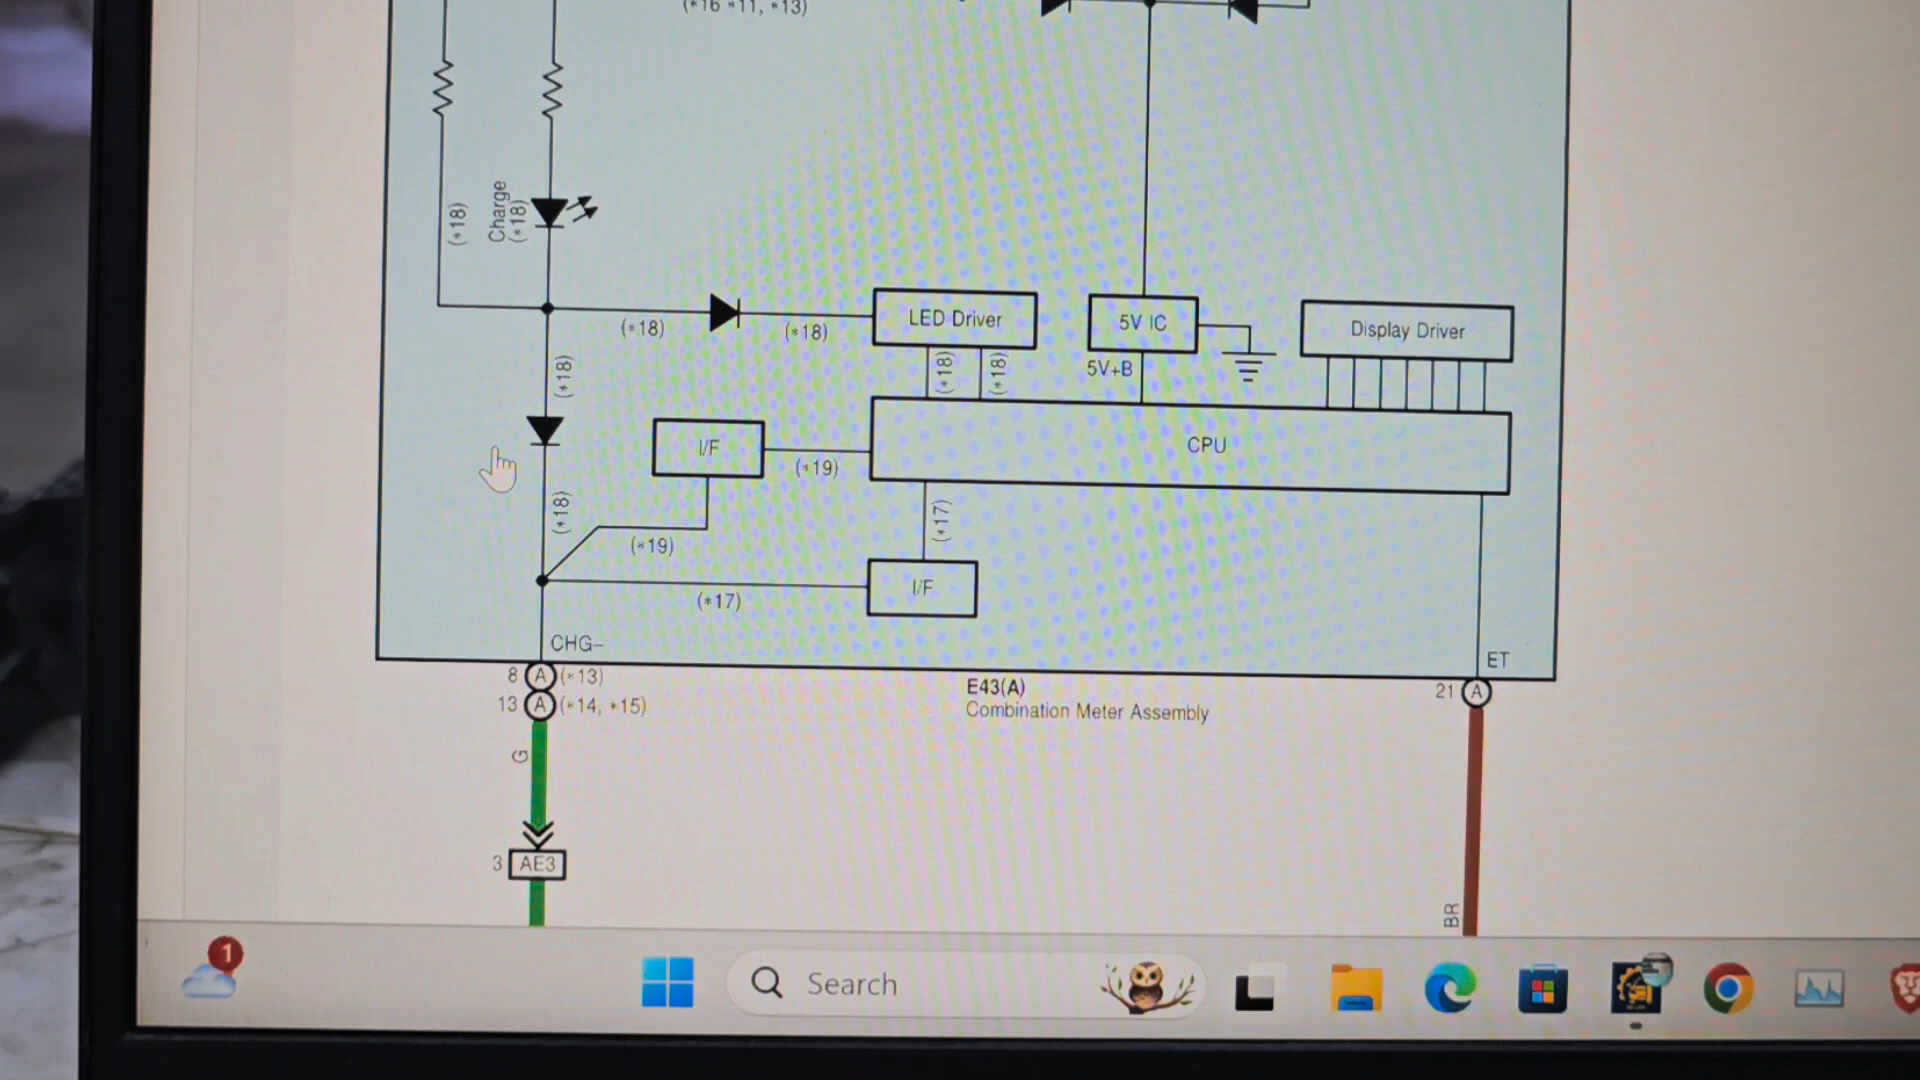 (*16 *11, *13)
(*18)
Charge
(*18)
(*18)
(*18)
LED Driver
5V IC
Display Driver
(*18)
(*18)
(*18)
5V+B
I/F
(*19)
CPU
(*18)
(*17)
(*19)
(*17)
I/F
CHG–
ET
8 A (*13)
13 A (*14, *15)
E43(A)
Combination Meter Assembly
21 A
G
3 AE3
BR
1
Search